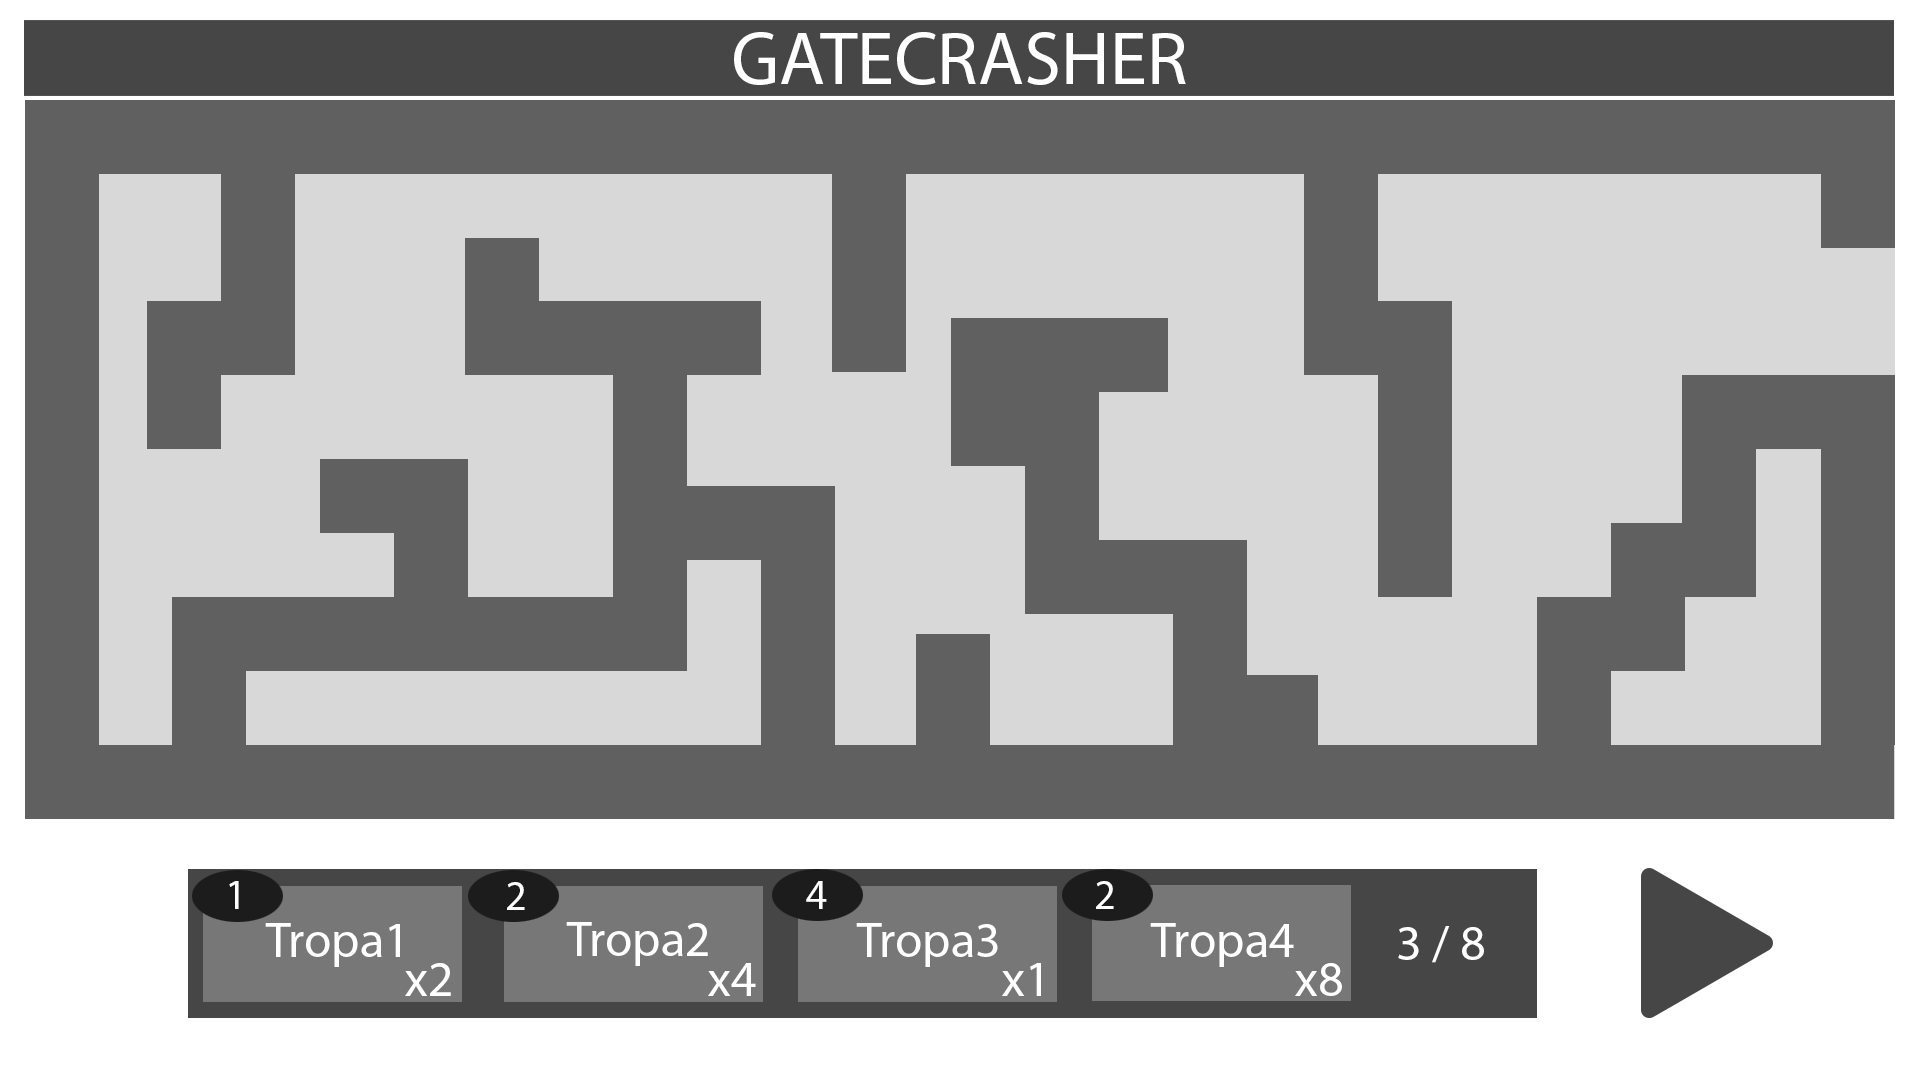 GATECRASHER
1
Tropa1
x2
2
Tropa2
x4
4
Tropa3
x1
2
Tropa4
x8
3 / 8